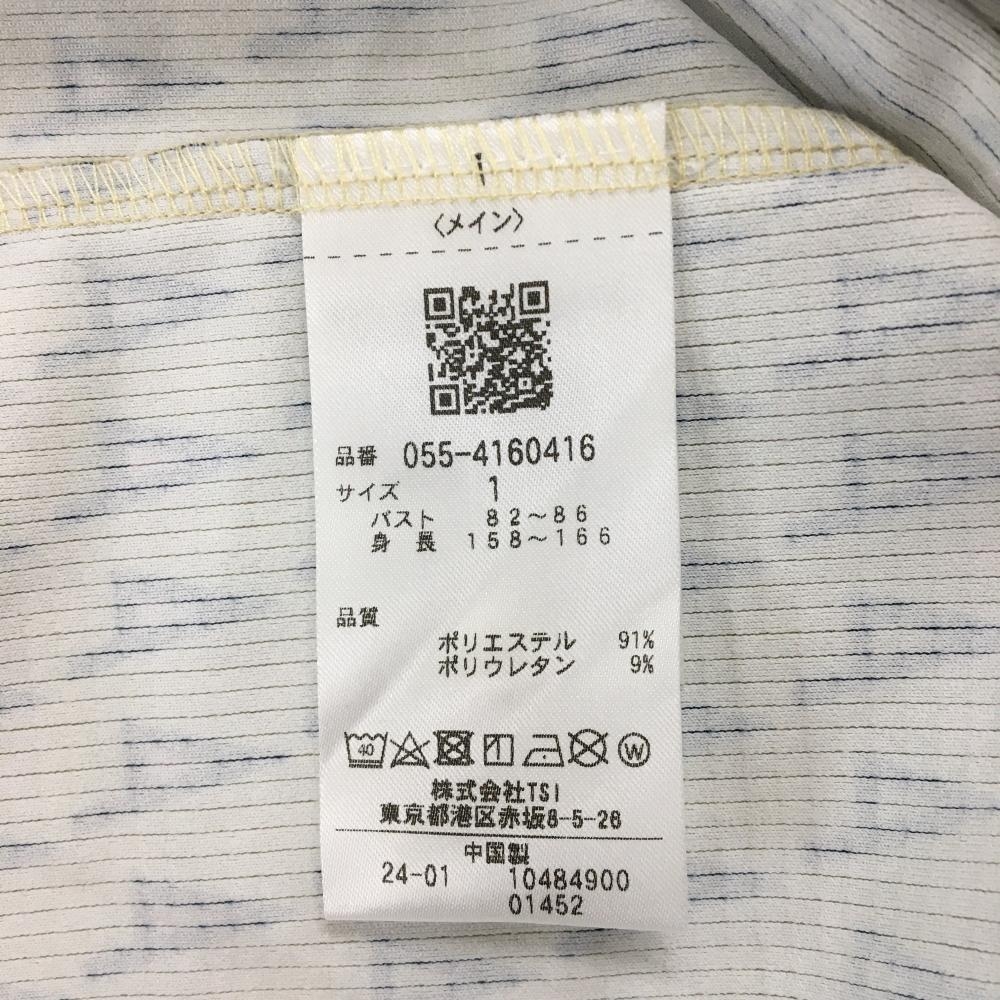 〈メイン〉
品番 055-4160416
サイズ 1
バスト 82～86
身長 158～166
品質
ポリエステル 91%
ポリウレタン 9%
40 W
株式会社TSI
東京都港区赤坂8-5-26
中国製
24-01 10484900
01452